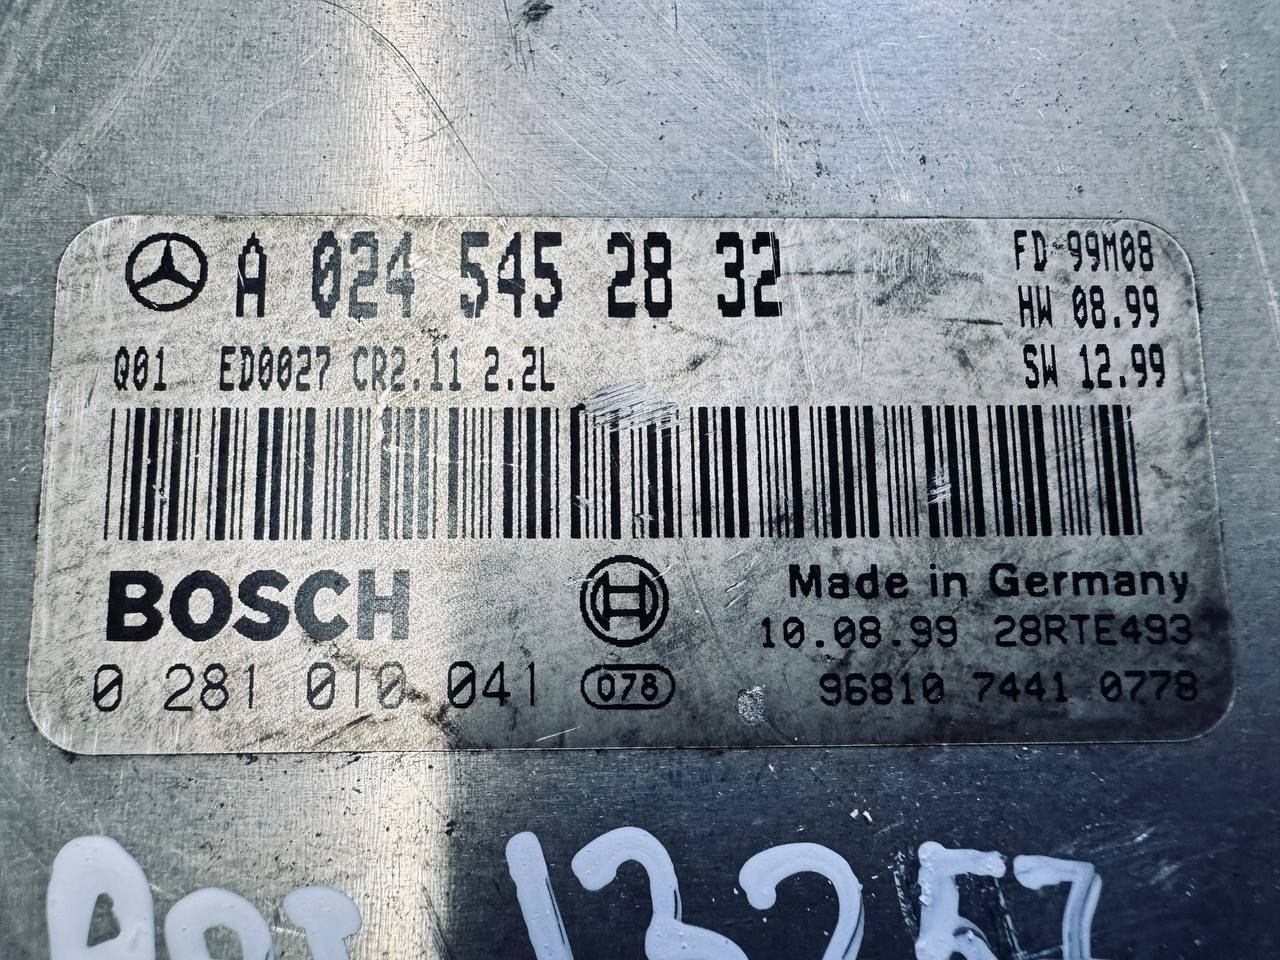 A 024 545 28 32
FD 99M08
HW 08.99
Q01 ED0027 CR2.11 2.2L
SW 12.99
BOSCH
Made in Germany
10.08.99 28RTE493
0 281 010 041 078
96810 7441 0778